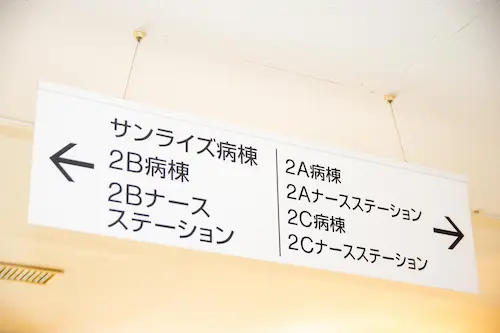 サンライズ病棟
2B病棟
2Bナース
ステーション
2A病棟
2Aナースステーション
2C病棟
2Cナースステーション